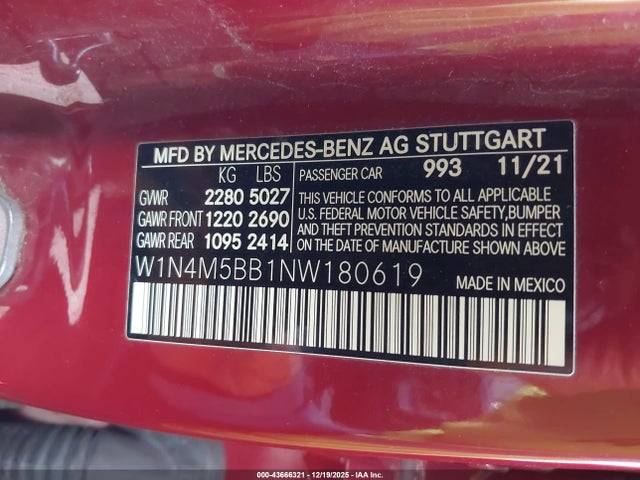 MFD BY MERCEDES-BENZ AG STUTTGART
KG LBS PASSENGER CAR 993 11/21
GVWR 2280 5027
GAWR FRONT 1220 2690
GAWR REAR 1095 2414
THIS VEHICLE CONFORMS TO ALL APPLICABLE
U.S. FEDERAL MOTOR VEHICLE SAFETY,BUMPER
AND THEFT PREVENTION STANDARDS IN EFFECT
ON THE DATE OF MANUFACTURE SHOWN ABOVE.
W1N4M5BB1NW180619 MADE IN MEXICO
000-43666321 - 12/19/2025 - IAA Inc.